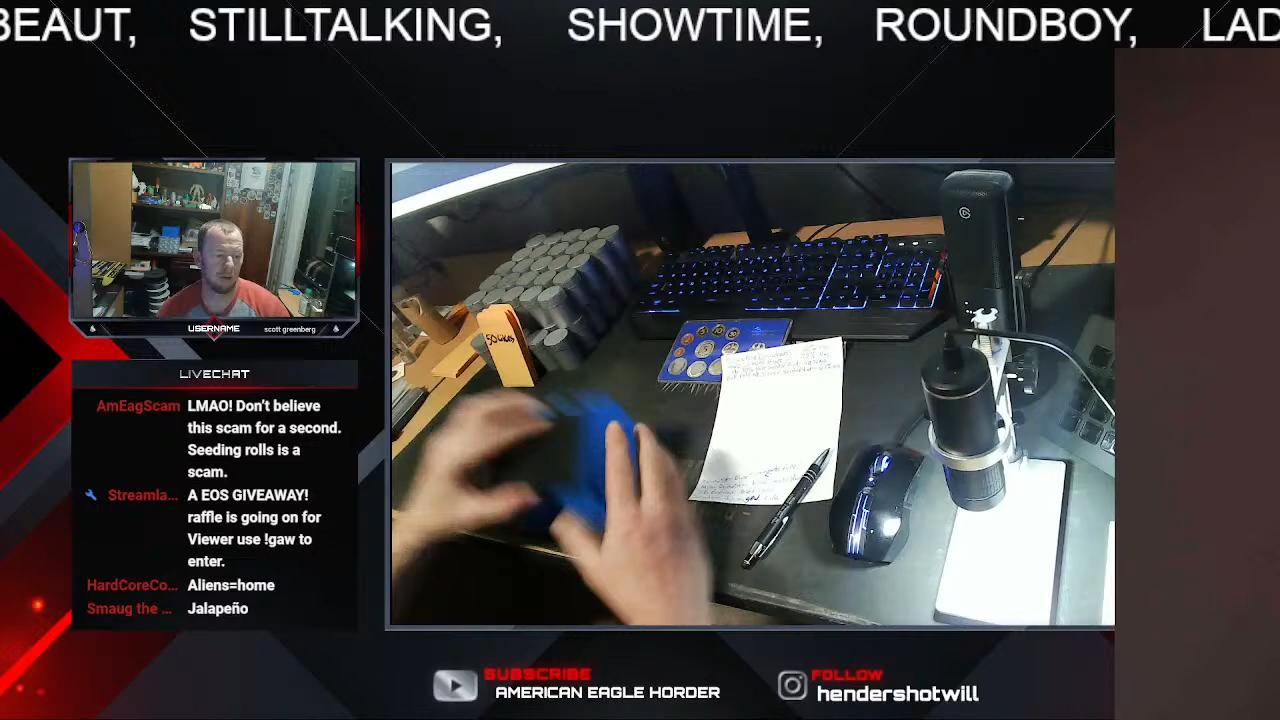 BEAUT, STILLTALKING, SHOWTIME, ROUNDBOY, LAD
USERNAME scott greenberg
LIVECHAT
AmEagScam LMAO! Don't believe
this scam for a second.
Seeding rolls is a
scam.
Streamla... A EOS GIVEAWAY!
raffle is going on for
Viewer use !gaw to
enter.
HardCoreCo... Aliens=home
Smaug the ... Jalapeño
SUBSCRIBE
AMERICAN EAGLE HORDER
FOLLOW
hendershotwill